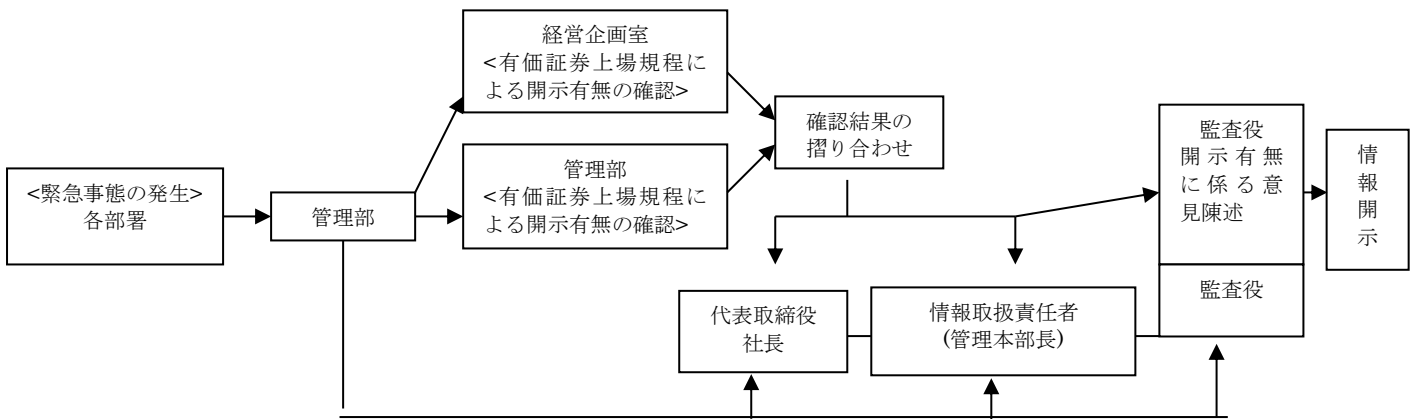 経営企画室
<有価証券上場規程に
よる開示有無の確認>
確認結果の
摺り合わせ
監査役
開示有無
に係る意
見陳述
情
報
開
示
管理部
<有価証券上場規程に
よる開示有無の確認>
<緊急事態の発生>
各部署
管理部
監査役
代表取締役
社長
情報取扱責任者
(管理本部長)